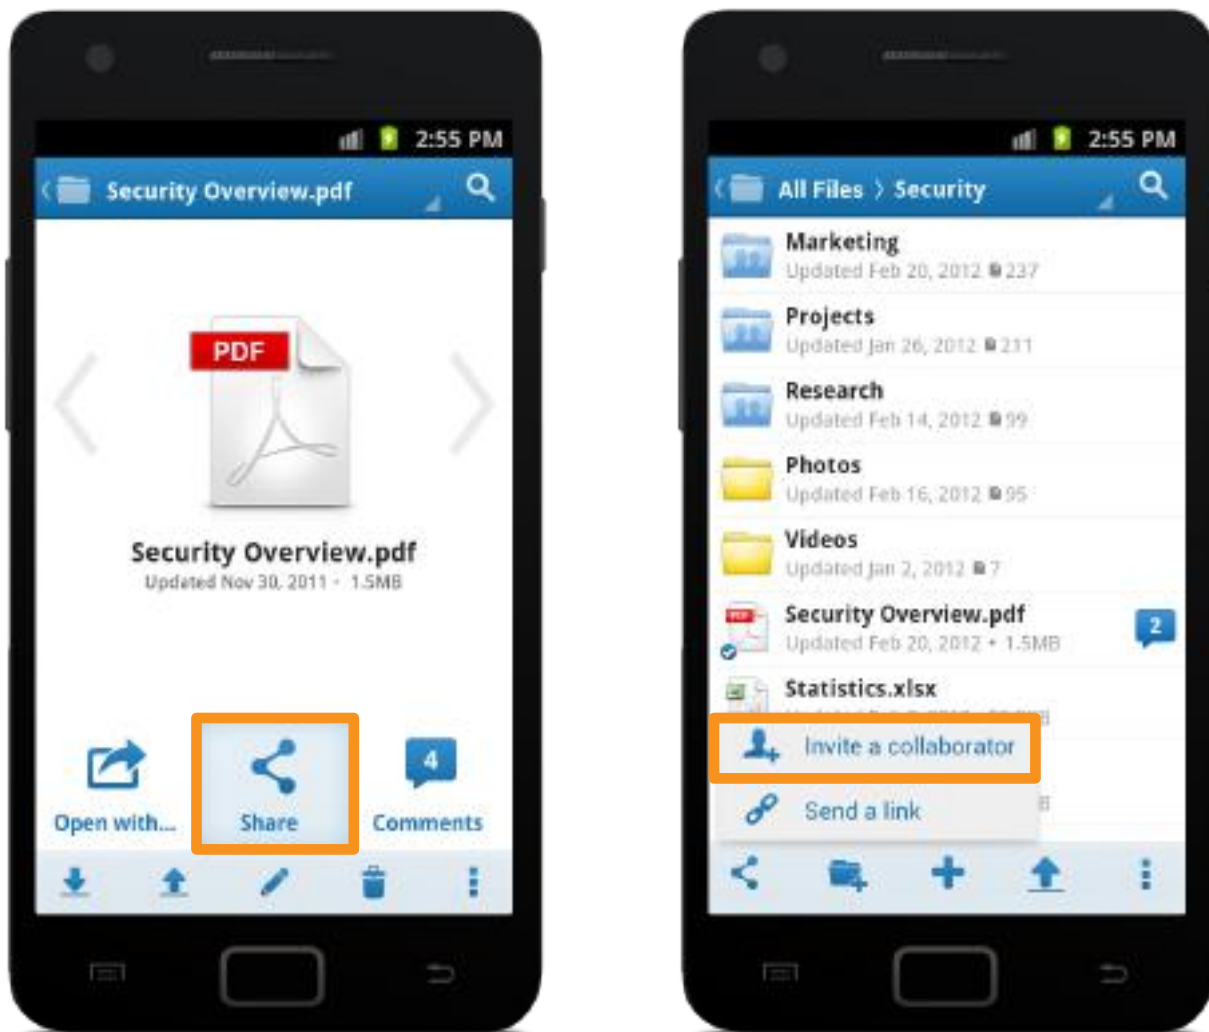 2:55 PM
Security Overview.pdf
PDF
Security Overview.pdf
Updated Nov 30, 2011 • 1.5MB
4
Open with...
Share
Comments
2:55 PM
All Files 〉 Security
Marketing
Updated Feb 20, 2012 237
Projects
Updated Jan 26, 2012 211
Research
Updated Feb 14, 2012 99
Photos
Updated Feb 16, 2012 95
Videos
Updated Jan 2, 2012 7
PDF
Security Overview.pdf
Updated Feb 20, 2012 • 1.5MB
2
Statistics.xlsx
Invite a collaborator
Send a link